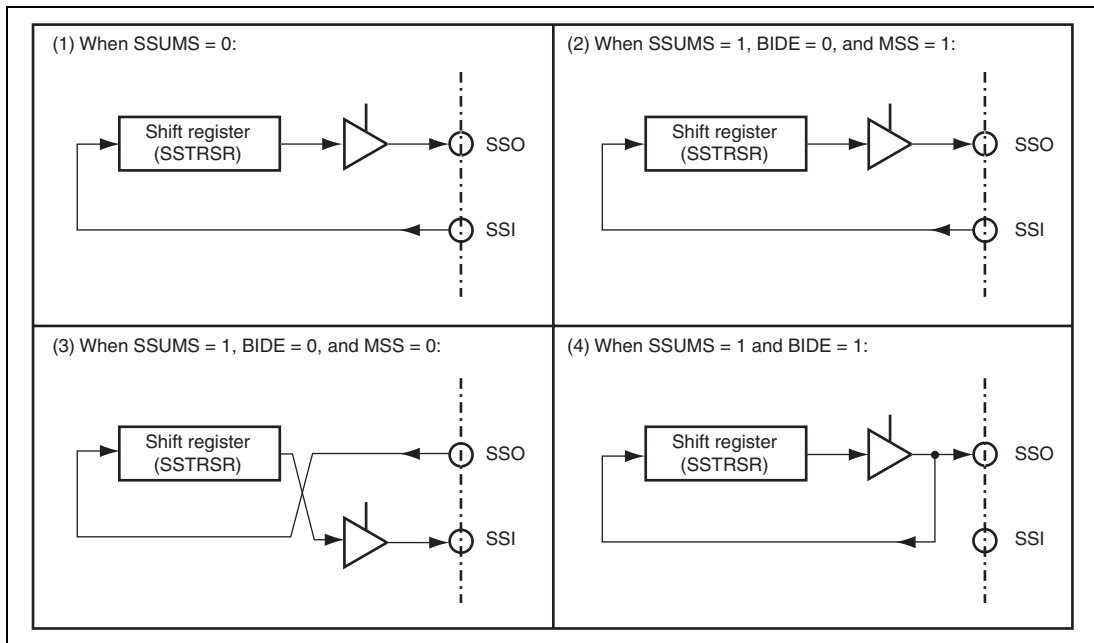 (1) When SSUMS = 0:
Shift register
(SSTRSR)
SSO
SSI
(2) When SSUMS = 1, BIDE = 0, and MSS = 1:
Shift register
(SSTRSR)
SSO
SSI
(3) When SSUMS = 1, BIDE = 0, and MSS = 0:
Shift register
(SSTRSR)
SSO
SSI
(4) When SSUMS = 1 and BIDE = 1:
Shift register
(SSTRSR)
SSO
SSI